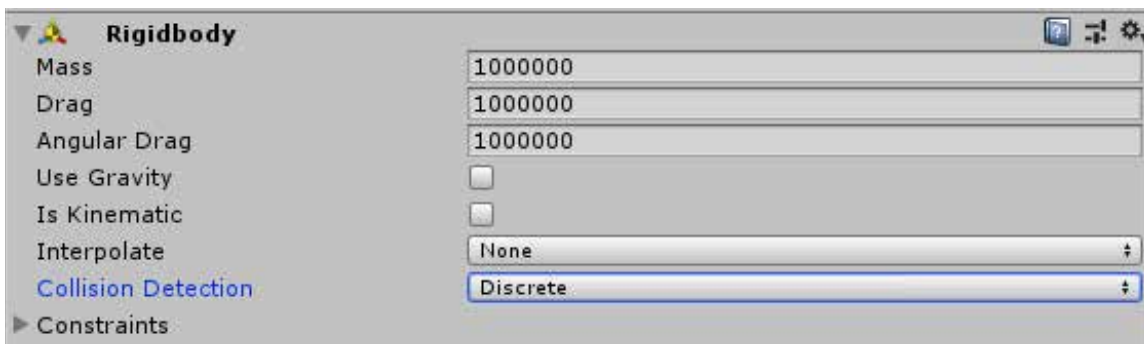 Rigidbody
Mass 1000000
Drag 1000000
Angular Drag 1000000
Use Gravity
Is Kinematic
Interpolate None
Collision Detection Discrete
Constraints